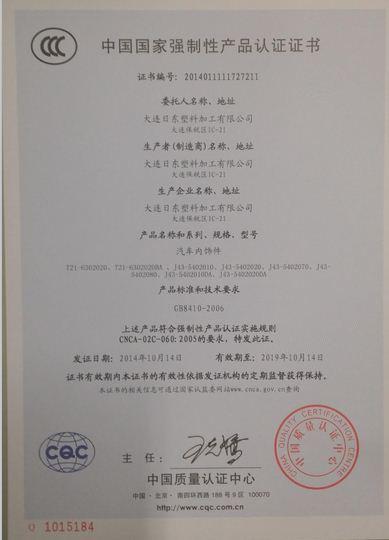 中国国家强制性产品认证证书
证书编号: 2014011111727211
委托人名称、地址
大连日东塑料加工有限公司
大连保税区IC-21
生产者(制造商)名称、地址
大连日东塑料加工有限公司
大连保税区IC-21
生产企业名称、地址
大连日东塑料加工有限公司
大连保税区IC-21
产品名称和系列、规格、型号
汽车内饰件
T21-6302020、T21-6302020BA 、J43-5402010、J43-5402020、J43-5402070、J43-
5402080、J43-5402010DA、J43-5402020DA
产品标准和技术要求
GB8410-2006
上述产品符合强制性产品认证实施规则
CNCA-02C-060:2005的要求，特发此证。
发证日期: 2014年10月14日 有效期至: 2019年10月14日
证书有效期内本证书的有效性依据发证机构的定期监督获得保持。
本证书的相关信息可通过国家认监委网站www.cnca.gov.cn查询
CQC
主任:
CHINA QUALITY CERTIFICATION CENTRE
中国质量认证中心
中国质量认证中心
中国·北京·南四环西路188号9区 100070
http://www.cqc.com.cn
Q 1015184